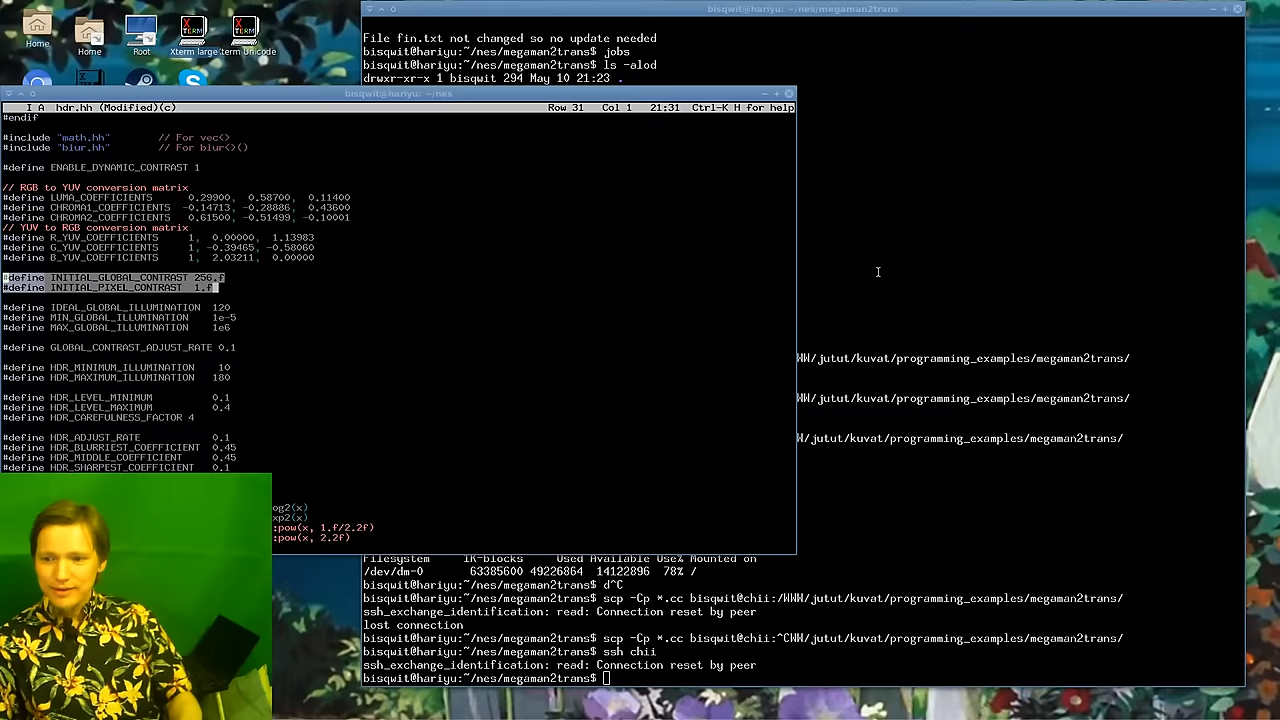 bisqwit@hariyu:~/nes/megaman2trans
Home
Home
Root
Xterm large
term Unicode
File fin.txt not changed so no update needed
bisqwit@hariyu:~/nes/megaman2trans$ jobs
bisqwit@hariyu:~/nes/megaman2trans$ ls -alod
drwxr-xr-x 1 bisqwit 294 May 10 21:23 .
bisqwit@hariyu: ~/nes
I A hdr.hh (Modified)(c) Row 31 Col 1 21:31 Ctrl-K H for help
#endif
#include "math.hh" // For vec<>
#include "blur.hh" // For blur<>()
#define ENABLE_DYNAMIC_CONTRAST 1
// RGB to YUV conversion matrix
#define LUMA_COEFFICIENTS 0.29900, 0.58700, 0.11400
#define CHROMA1_COEFFICIENTS -0.14713, -0.28886, 0.43600
#define CHROMA2_COEFFICIENTS 0.61500, -0.51499, -0.10001
// YUV to RGB conversion matrix
#define R_YUV_COEFFICIENTS 1, 0.00000, 1.13983
#define G_YUV_COEFFICIENTS 1, -0.39465, -0.58060
#define B_YUV_COEFFICIENTS 1, 2.03211, 0.00000
#define INITIAL_GLOBAL_CONTRAST 256.f
#define INITIAL_PIXEL_CONTRAST 1.f
#define IDEAL_GLOBAL_ILLUMINATION 120
#define MIN_GLOBAL_ILLUMINATION 1e-5
#define MAX_GLOBAL_ILLUMINATION 1e6
#define GLOBAL_CONTRAST_ADJUST_RATE 0.1
#define HDR_MINIMUM_ILLUMINATION 10
#define HDR_MAXIMUM_ILLUMINATION 180
#define HDR_LEVEL_MINIMUM 0.1
#define HDR_LEVEL_MAXIMUM 0.4
#define HDR_CAREFULNESS_FACTOR 4
#define HDR_ADJUST_RATE 0.1
#define HDR_BLURRIEST_COEFFICIENT 0.45
#define HDR_MIDDLE_COEFFICIENT 0.45
#define HDR_SHARPEST_COEFFICIENT 0.1
og2(x)
xp2(x)
:pow(x, 1.f/2.2f)
:pow(x, 2.2f)
WW/jutut/kuvat/programming_examples/megaman2trans/
WW/jutut/kuvat/programming_examples/megaman2trans/
W/jutut/kuvat/programming_examples/megaman2trans/
Filesystem 1K-blocks Used Available Use% Mounted on
/dev/dm-0 63385600 49226864 14122896 78% /
bisqwit@hariyu:~/nes/megaman2trans$ d^C
bisqwit@hariyu:~/nes/megaman2trans$ scp -Cp *.cc bisqwit@chii:/WWW/jutut/kuvat/programming_examples/megaman2trans/
ssh_exchange_identification: read: Connection reset by peer
lost connection
bisqwit@hariyu:~/nes/megaman2trans$ scp -Cp *.cc bisqwit@chii:^CWW/jutut/kuvat/programming_examples/megaman2trans/
bisqwit@hariyu:~/nes/megaman2trans$ ssh chii
ssh_exchange_identification: read: Connection reset by peer
bisqwit@hariyu:~/nes/megaman2trans$